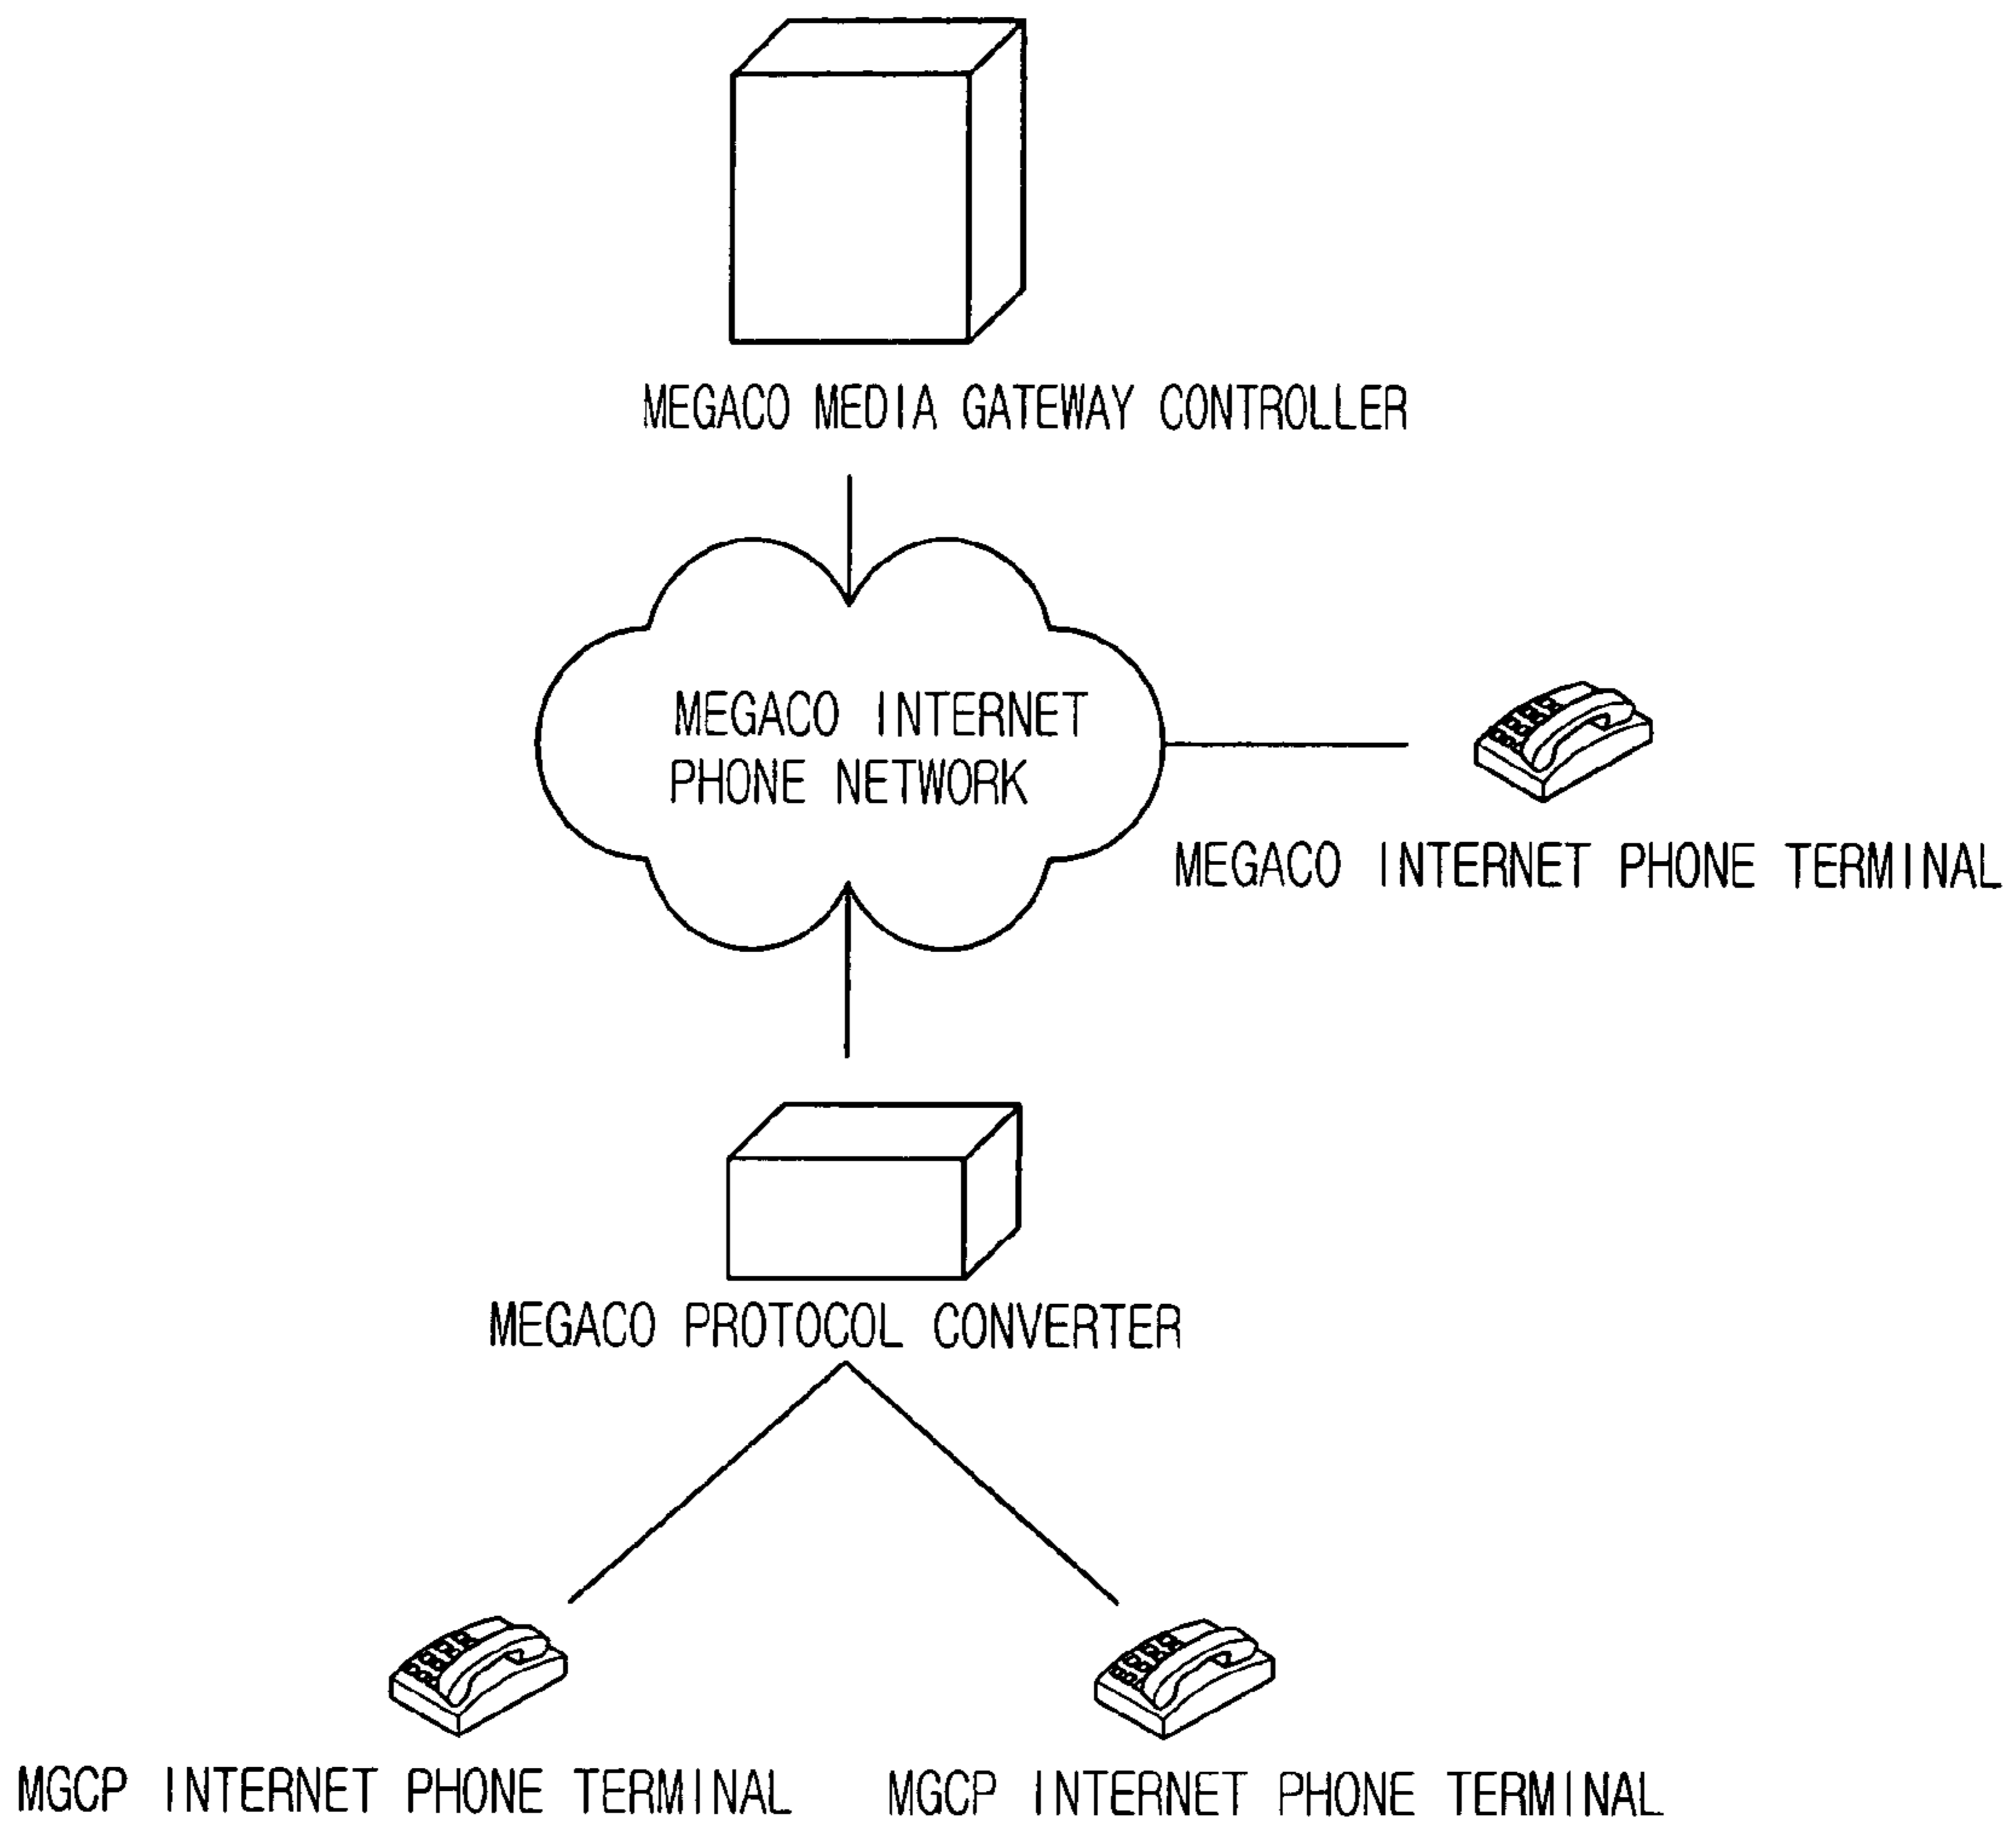 MEGACO MEDIA GATEWAY CONTROLLER
MEGACO INTERNET
PHONE NETWORK
MEGACO INTERNET PHONE TERMINAL
MEGACO PROTOCOL CONVERTER
MGCP INTERNET PHONE TERMINAL
MGCP INTERNET PHONE TERMINAL